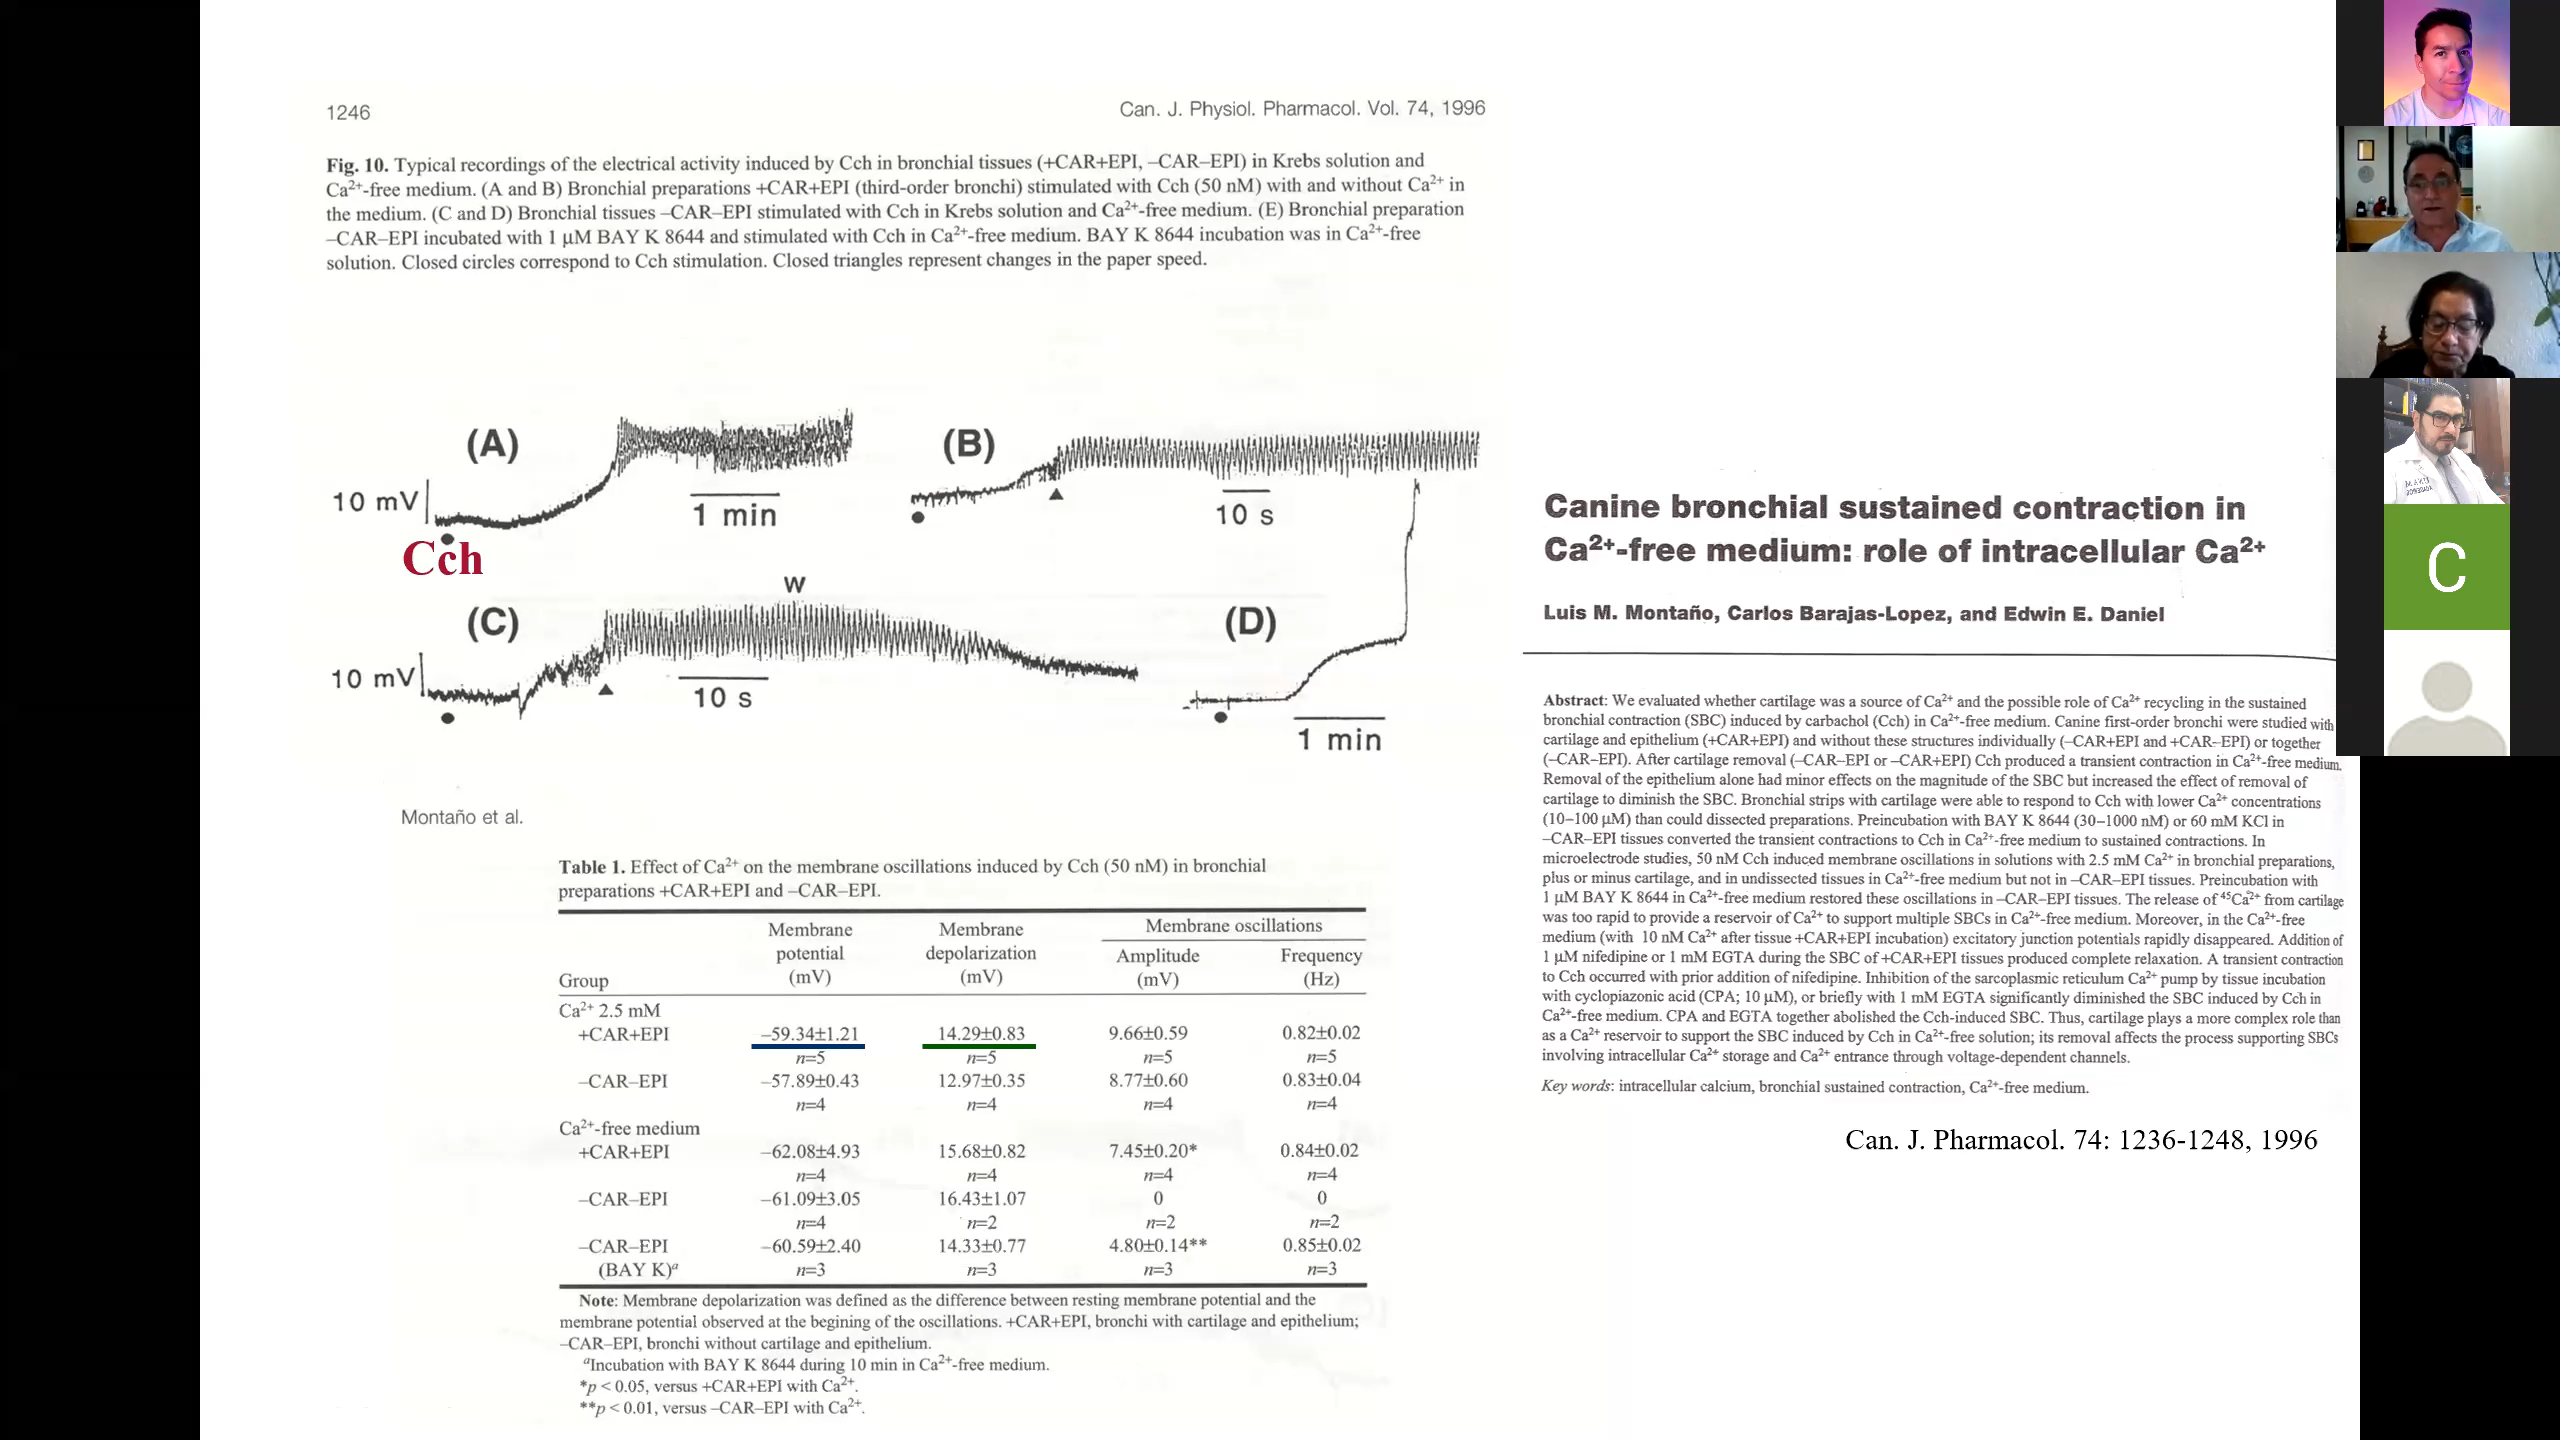 1246
Can. J. Physiol. Pharmacol. Vol. 74, 1996
Fig. 10. Typical recordings of the electrical activity induced by Cch in bronchial tissues (+CAR+EPI, –CAR–EPI) in Krebs solution and
Ca²⁺-free medium. (A and B) Bronchial preparations +CAR+EPI (third-order bronchi) stimulated with Cch (50 nM) with and without Ca²⁺ in
the medium. (C and D) Bronchial tissues –CAR–EPI stimulated with Cch in Krebs solution and Ca²⁺-free medium. (E) Bronchial preparation
–CAR–EPI incubated with 1 µM BAY K 8644 and stimulated with Cch in Ca²⁺-free medium. BAY K 8644 incubation was in Ca²⁺-free
solution. Closed circles correspond to Cch stimulation. Closed triangles represent changes in the paper speed.
(A)
10 mV
1 min
Cch
(B)
10 s
(C)
W
10 mV
10 s
(D)
1 min
Montaño et al.
Table 1. Effect of Ca²⁺ on the membrane oscillations induced by Cch (50 nM) in bronchial
preparations +CAR+EPI and –CAR–EPI.
Membrane Membrane Membrane oscillations
potential depolarization Amplitude Frequency
Group (mV) (mV) (mV) (Hz)
Ca²⁺ 2.5 mM
+CAR+EPI –59.34±1.21 14.29±0.83 9.66±0.59 0.82±0.02
n=5 n=5 n=5 n=5
–CAR–EPI –57.89±0.43 12.97±0.35 8.77±0.60 0.83±0.04
n=4 n=4 n=4 n=4
Ca²⁺-free medium
+CAR+EPI –62.08±4.93 15.68±0.82 7.45±0.20* 0.84±0.02
n=4 n=4 n=4 n=4
–CAR–EPI –61.09±3.05 16.43±1.07 0 0
n=4 n=2 n=2 n=2
–CAR–EPI –60.59±2.40 14.33±0.77 4.80±0.14** 0.85±0.02
(BAY K)ᵃ n=3 n=3 n=3 n=3
Note: Membrane depolarization was defined as the difference between resting membrane potential and the
membrane potential observed at the begining of the oscillations. +CAR+EPI, bronchi with cartilage and epithelium;
–CAR–EPI, bronchi without cartilage and epithelium.
ᵃIncubation with BAY K 8644 during 10 min in Ca²⁺-free medium.
*p < 0.05, versus +CAR+EPI with Ca²⁺.
**p < 0.01, versus –CAR–EPI with Ca²⁺.
Canine bronchial sustained contraction in
Ca²⁺-free medium: role of intracellular Ca²⁺
Luis M. Montaño, Carlos Barajas-Lopez, and Edwin E. Daniel
Abstract: We evaluated whether cartilage was a source of Ca²⁺ and the possible role of Ca²⁺ recycling in the sustained
bronchial contraction (SBC) induced by carbachol (Cch) in Ca²⁺-free medium. Canine first-order bronchi were studied with
cartilage and epithelium (+CAR+EPI) and without these structures individually (–CAR+EPI and +CAR–EPI) or together
(–CAR–EPI). After cartilage removal (–CAR–EPI or –CAR+EPI) Cch produced a transient contraction in Ca²⁺-free medium.
Removal of the epithelium alone had minor effects on the magnitude of the SBC but increased the effect of removal of
cartilage to diminish the SBC. Bronchial strips with cartilage were able to respond to Cch with lower Ca²⁺ concentrations
(10–100 µM) than could dissected preparations. Preincubation with BAY K 8644 (30–1000 nM) or 60 mM KCl in
–CAR–EPI tissues converted the transient contractions to Cch in Ca²⁺-free medium to sustained contractions. In
microelectrode studies, 50 nM Cch induced membrane oscillations in solutions with 2.5 mM Ca²⁺ in bronchial preparations,
plus or minus cartilage, and in undissected tissues in Ca²⁺-free medium but not in –CAR–EPI tissues. Preincubation with
1 µM BAY K 8644 in Ca²⁺-free medium restored these oscillations in –CAR–EPI tissues. The release of ⁴⁵Ca²⁺ from cartilage
was too rapid to provide a reservoir of Ca²⁺ to support multiple SBCs in Ca²⁺-free medium. Moreover, in the Ca²⁺-free
medium (with 10 nM Ca²⁺ after tissue +CAR+EPI incubation) excitatory junction potentials rapidly disappeared. Addition of
1 µM nifedipine or 1 mM EGTA during the SBC of +CAR+EPI tissues produced complete relaxation. A transient contraction
to Cch occurred with prior addition of nifedipine. Inhibition of the sarcoplasmic reticulum Ca²⁺ pump by tissue incubation
with cyclopiazonic acid (CPA; 10 µM), or briefly with 1 mM EGTA significantly diminished the SBC induced by Cch in
Ca²⁺-free medium. CPA and EGTA together abolished the Cch-induced SBC. Thus, cartilage plays a more complex role than
as a Ca²⁺ reservoir to support the SBC induced by Cch in Ca²⁺-free solution; its removal affects the process supporting SBCs
involving intracellular Ca²⁺ storage and Ca²⁺ entrance through voltage-dependent channels.
Key words: intracellular calcium, bronchial sustained contraction, Ca²⁺-free medium.
Can. J. Pharmacol. 74: 1236-1248, 1996
C